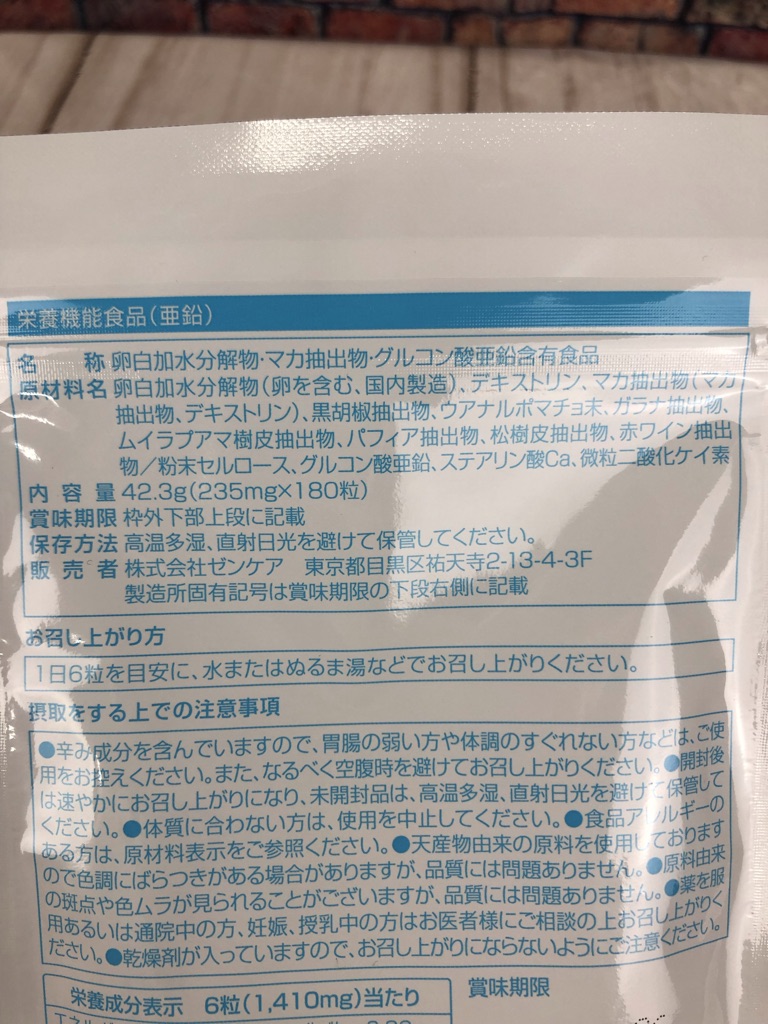 栄養機能食品(亜鉛)
名 称 卵白加水分解物・マカ抽出物・グルコン酸亜鉛含有食品
原材料名 卵白加水分解物(卵を含む、国内製造)、デキストリン、マカ抽出物(マカ
抽出物、デキストリン)、黒胡椒抽出物、ウアナルポマチョ末、ガラナ抽出物、
ムイラプアマ樹皮抽出物、パフィア抽出物、松樹皮抽出物、赤ワイン抽出
物／粉末セルロース、グルコン酸亜鉛、ステアリン酸Ca、微粒二酸化ケイ素
内 容 量 42.3g(235mg×180粒)
賞味期限 枠外下部上段に記載
保存方法 高温多湿、直射日光を避けて保管してください。
販 売 者 株式会社ゼンケア 東京都目黒区祐天寺2-13-4-3F
製造所固有記号は賞味期限の下段右側に記載
お召し上がり方
1日6粒を目安に、水またはぬるま湯などでお召し上がりください。
摂取をする上での注意事項
●辛み成分を含んでいますので、胃腸の弱い方や体調のすぐれない方などは、ご使
用をお控えください。また、なるべく空腹時を避けてお召し上がりください。●開封後
は速やかにお召し上がりになり、未開封品は、高温多湿、直射日光を避けて保管して
ください。●体質に合わない方は、使用を中止してください。●食品アレルギーの
ある方は、原材料表示をご参照ください。●天産物由来の原料を使用しております
ので色調にばらつきがある場合がありますが、品質には問題ありません。●原料由来
の斑点や色ムラが見られることがございますが、品質には問題ありません。●薬を服
用あるいは通院中の方、妊娠、授乳中の方はお医者様にご相談の上お召し上がりく
ださい。●乾燥剤が入っていますので、お召し上がりにならないようにご注意ください。
栄養成分表示 6粒(1,410mg)当たり
賞味期限